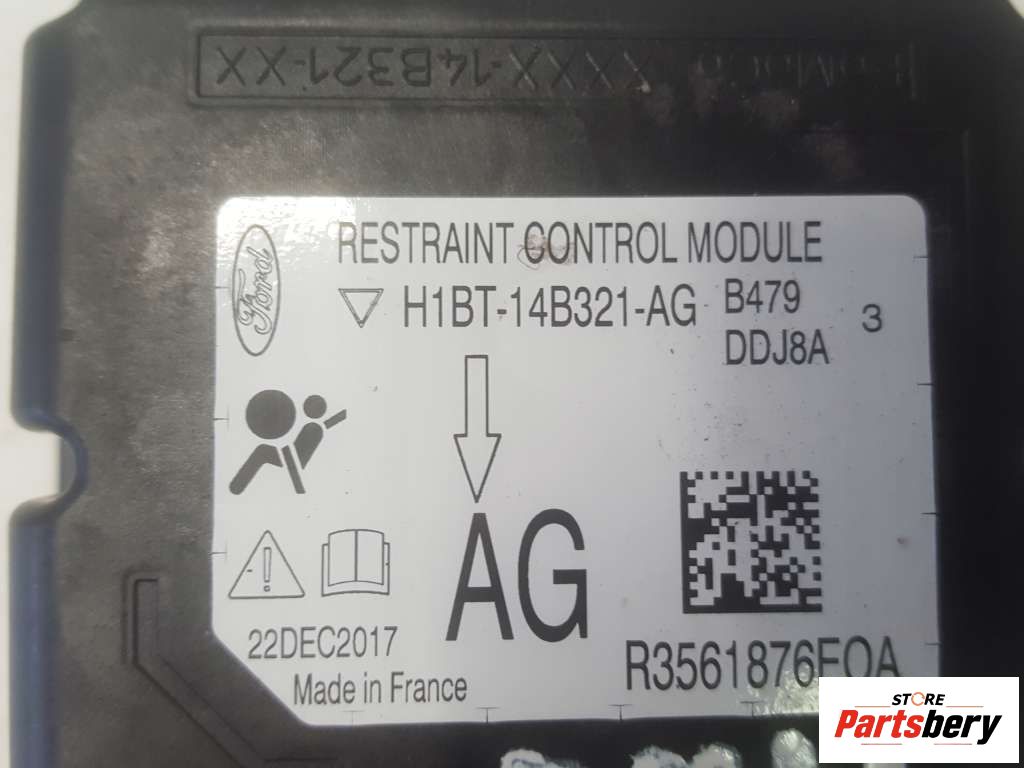 XXXX-14B321-XX
Ford
RESTRAINT CONTROL MODULE
H1BT-14B321-AG B479
DDJ8A
3
AG
22DEC2017
R3561876EOA
Made in France
STORE
Partsbery